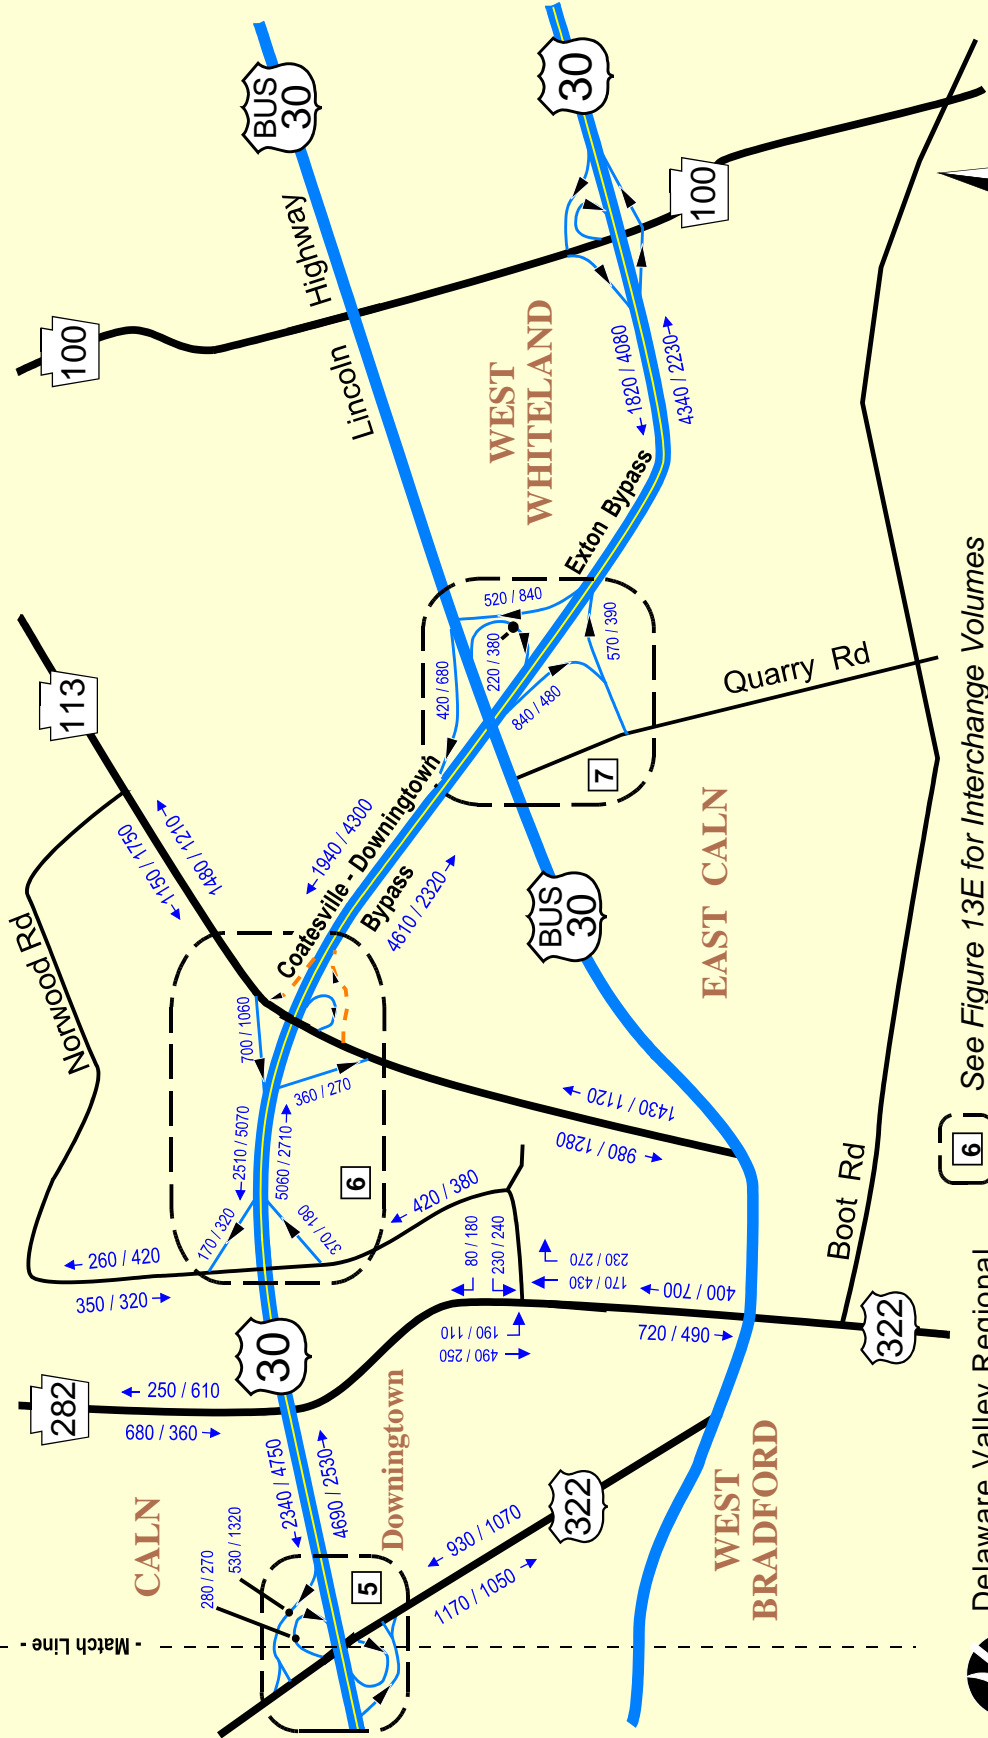 - Match Line -
CALN
280 / 270
530 / 1320
5
2340 / 4750
4690 / 2530
Downingtown
1170 / 1050
930 / 1070
322
WEST
BRADFORD
282
680 / 360
250 / 610
30
350 / 320
260 / 420
Norwood Rd
170 / 320
370 / 180
2510 / 5070
5060 / 2710
6
420 / 380
80 / 180
230 / 240
190 / 110
490 / 250
230 / 270
170 / 430
720 / 490
400 / 700
322
Boot Rd
700 / 1060
360 / 270
980 / 1280
1430 / 1120
113
1150 / 1750
1480 / 1210
Coatesville - Downingtown
Bypass
1940 / 4300
4610 / 2320
BUS
30
EAST CALN
7
420 / 680
220 / 380
520 / 840
840 / 480
570 / 390
Quarry Rd
Exton Bypass
WEST
WHITELAND
1820 / 4080
4340 / 2230
Lincoln Highway
100
100
BUS
30
30
6 See Figure 13E for Interchange Volumes
Delaware Valley Regional